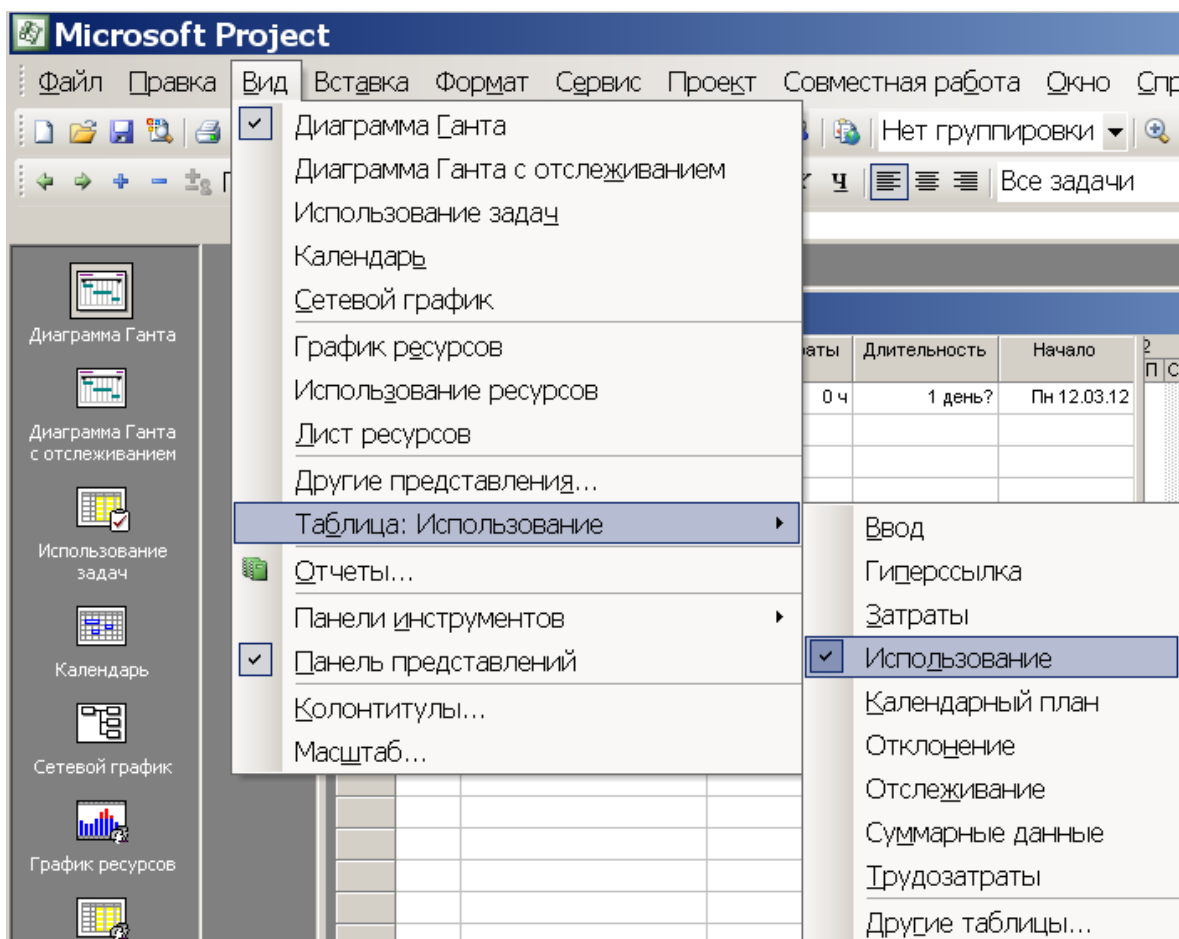 Microsoft Project
Файл Правка Вид Вставка Формат Сервис Проект Совместная работа Окно
Нет группировки
Ч Все задачи
Диаграмма Ганта
Диаграмма Ганта с отслеживанием
Использование задач
Календарь
Сетевой график
График ресурсов
Использование ресурсов
Лист ресурсов
Другие представления...
Таблица: Использование
Отчеты...
Панели инструментов
Панель представлений
Колонтитулы...
Масштаб...
Ввод
Гиперссылка
Затраты
Использование
Календарный план
Отклонение
Отслеживание
Суммарные данные
Трудозатраты
Другие таблицы...
Диаграмма Ганта
Диаграмма Ганта
с отслеживанием
Использование
задач
Календарь
Сетевой график
График ресурсов
Длительность Начало 2
П С
0 ч 1 день? Пн 12.03.12